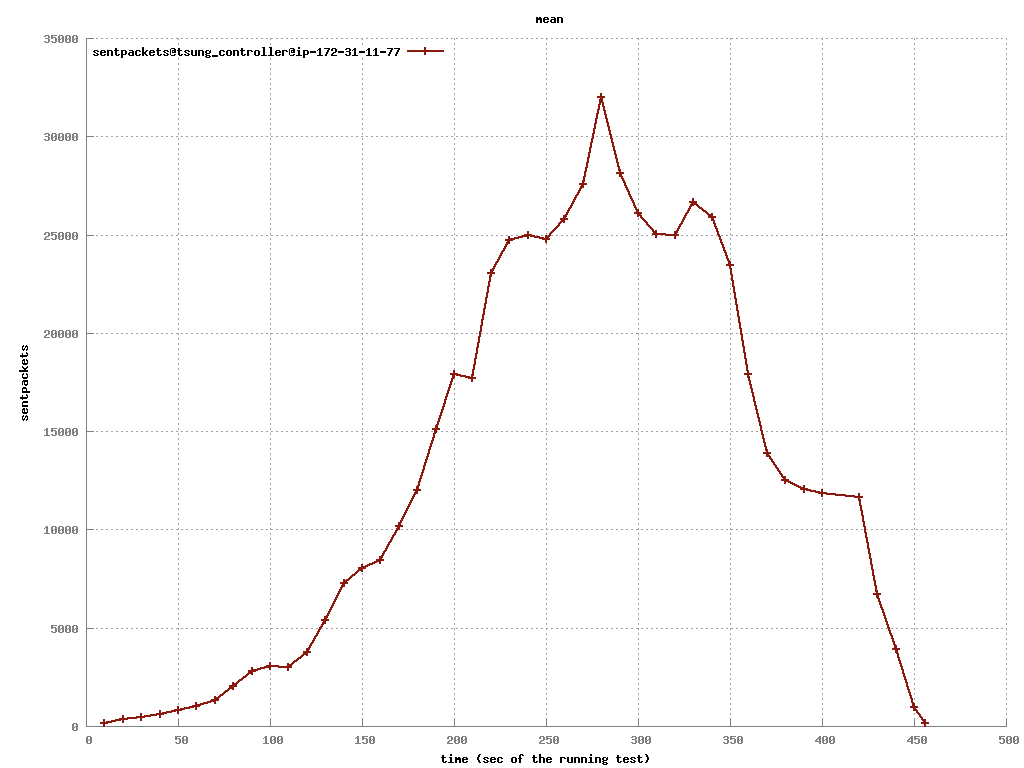 mean
35000
sentpackets@tsung_controller@ip-172-31-11-77
30000
25000
20000
sentpackets
15000
10000
5000
0
0 50 100 150 200 250 300 350 400 450 500
time (sec of the running test)